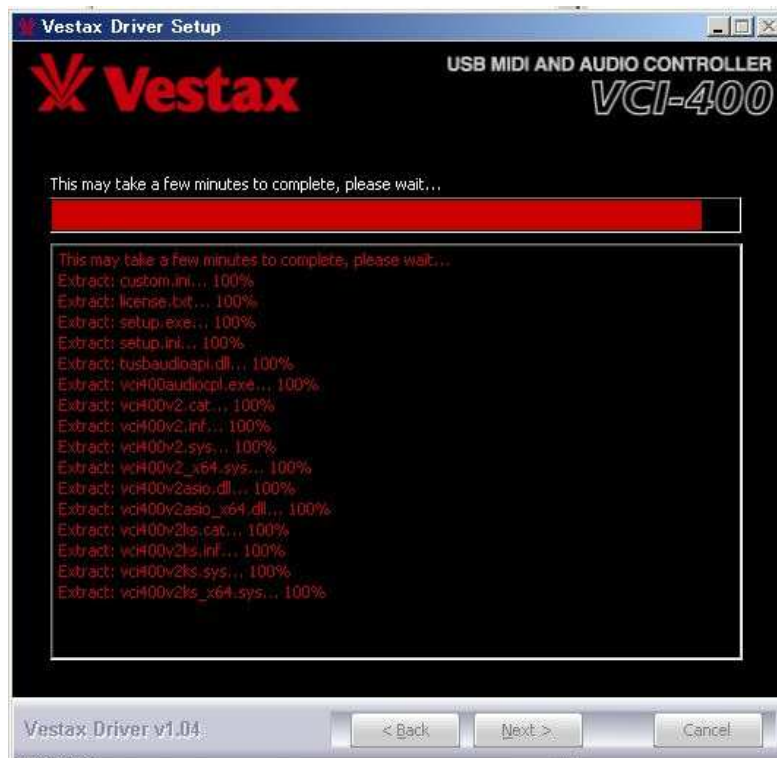 Vestax Driver Setup
Vestax
USB MIDI AND AUDIO CONTROLLER
VCI-400
This may take a few minutes to complete, please wait...
This may take a few minutes to complete, please wait...
Extract: custom.ini... 100%
Extract: license.txt... 100%
Extract: setup.exe... 100%
Extract: setup.ini... 100%
Extract: tusbaudioapi.dll... 100%
Extract: vci400audiocpl.exe... 100%
Extract: vci400v2.cat... 100%
Extract: vci400v2.inf... 100%
Extract: vci400v2.sys... 100%
Extract: vci400v2_x64.sys... 100%
Extract: vci400v2asio.dll... 100%
Extract: vci400v2asio_x64.dll... 100%
Extract: vci400v2ks.cat... 100%
Extract: vci400v2ks.inf... 100%
Extract: vci400v2ks.sys... 100%
Extract: vci400v2ks_x64.sys... 100%
Vestax Driver v1.04
< Back
Next >
Cancel